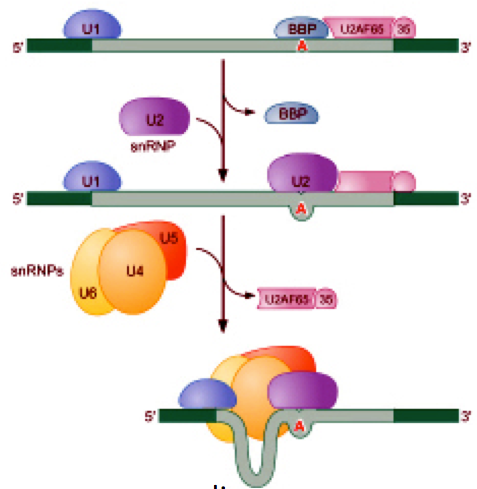 U1 BBP U2AF65 35
5' A 3'
U2 BBP
snRNP
U1 U2
5' A 3'
U5
snRNPs U4
U6 U2AF65 35
5' A 3'